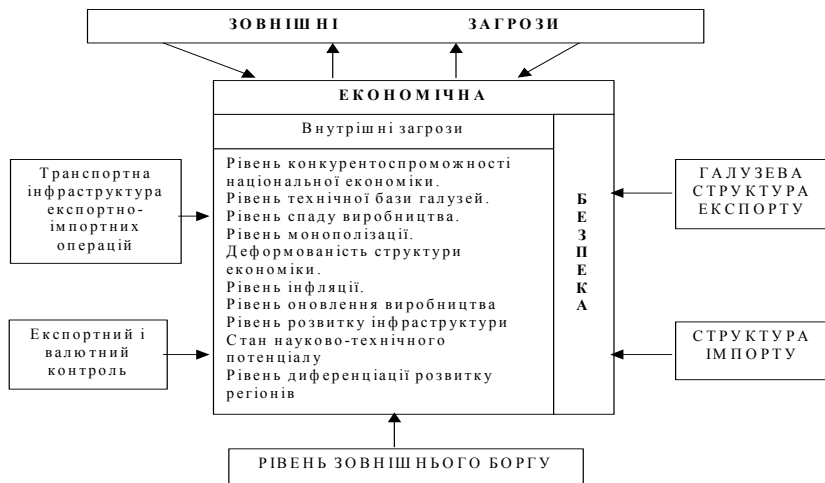 ЗОВНІШНІ ЗАГРОЗИ
ЕКОНОМІЧНА
Внутрішні загрози
Рівень конкурентоспроможності
національної економіки.
Рівень технічної бази галузей.
Рівень спаду виробництва.
Рівень монополізації.
Деформованість структури
економіки.
Рівень інфляції.
Рівень оновлення виробництва
Рівень розвитку інфраструктури
Стан науково-технічного
потенціалу
Рівень диференціації розвитку
регіонів
БЕЗПЕКА
Транспортна
інфраструктура
експортно-
імпортних
операцій
Експортний і
валютний
контроль
ГАЛУЗЕВА
СТРУКТУРА
ЕКСПОРТУ
СТРУКТУРА
ІМПОРТУ
РІВЕНЬ ЗОВНІШНЬОГО БОРГУ